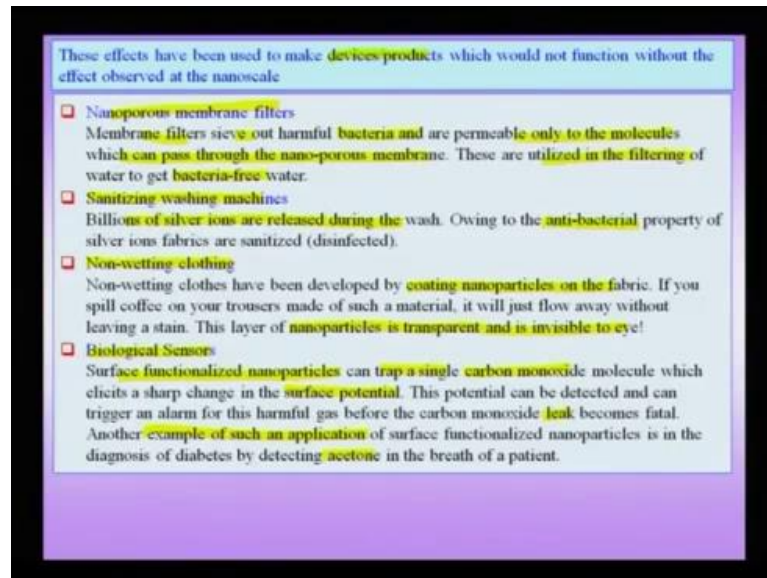 These effects have been used to make devices products which would not function without the
effect observed at the nanoscale
Nanoporous membrane filters
Membrane filters sieve out harmful bacteria and are permeable only to the molecules
which can pass through the nano-porous membrane. These are utilized in the filtering of
water to get bacteria-free water.
Sanitizing washing machines
Billions of silver ions are released during the wash. Owing to the anti-bacterial property of
silver ions fabrics are sanitized (disinfected).
Non-wetting clothing
Non-wetting clothes have been developed by coating nanoparticles on the fabric. If you
spill coffee on your trousers made of such a material, it will just flow away without
leaving a stain. This layer of nanoparticles is transparent and is invisible to eye!
Biological Sensors
Surface functionalized nanoparticles can trap a single carbon monoxide molecule which
elicits a sharp change in the surface potential. This potential can be detected and can
trigger an alarm for this harmful gas before the carbon monoxide leak becomes fatal.
Another example of such an application of surface functionalized nanoparticles is in the
diagnosis of diabetes by detecting acetone in the breath of a patient.